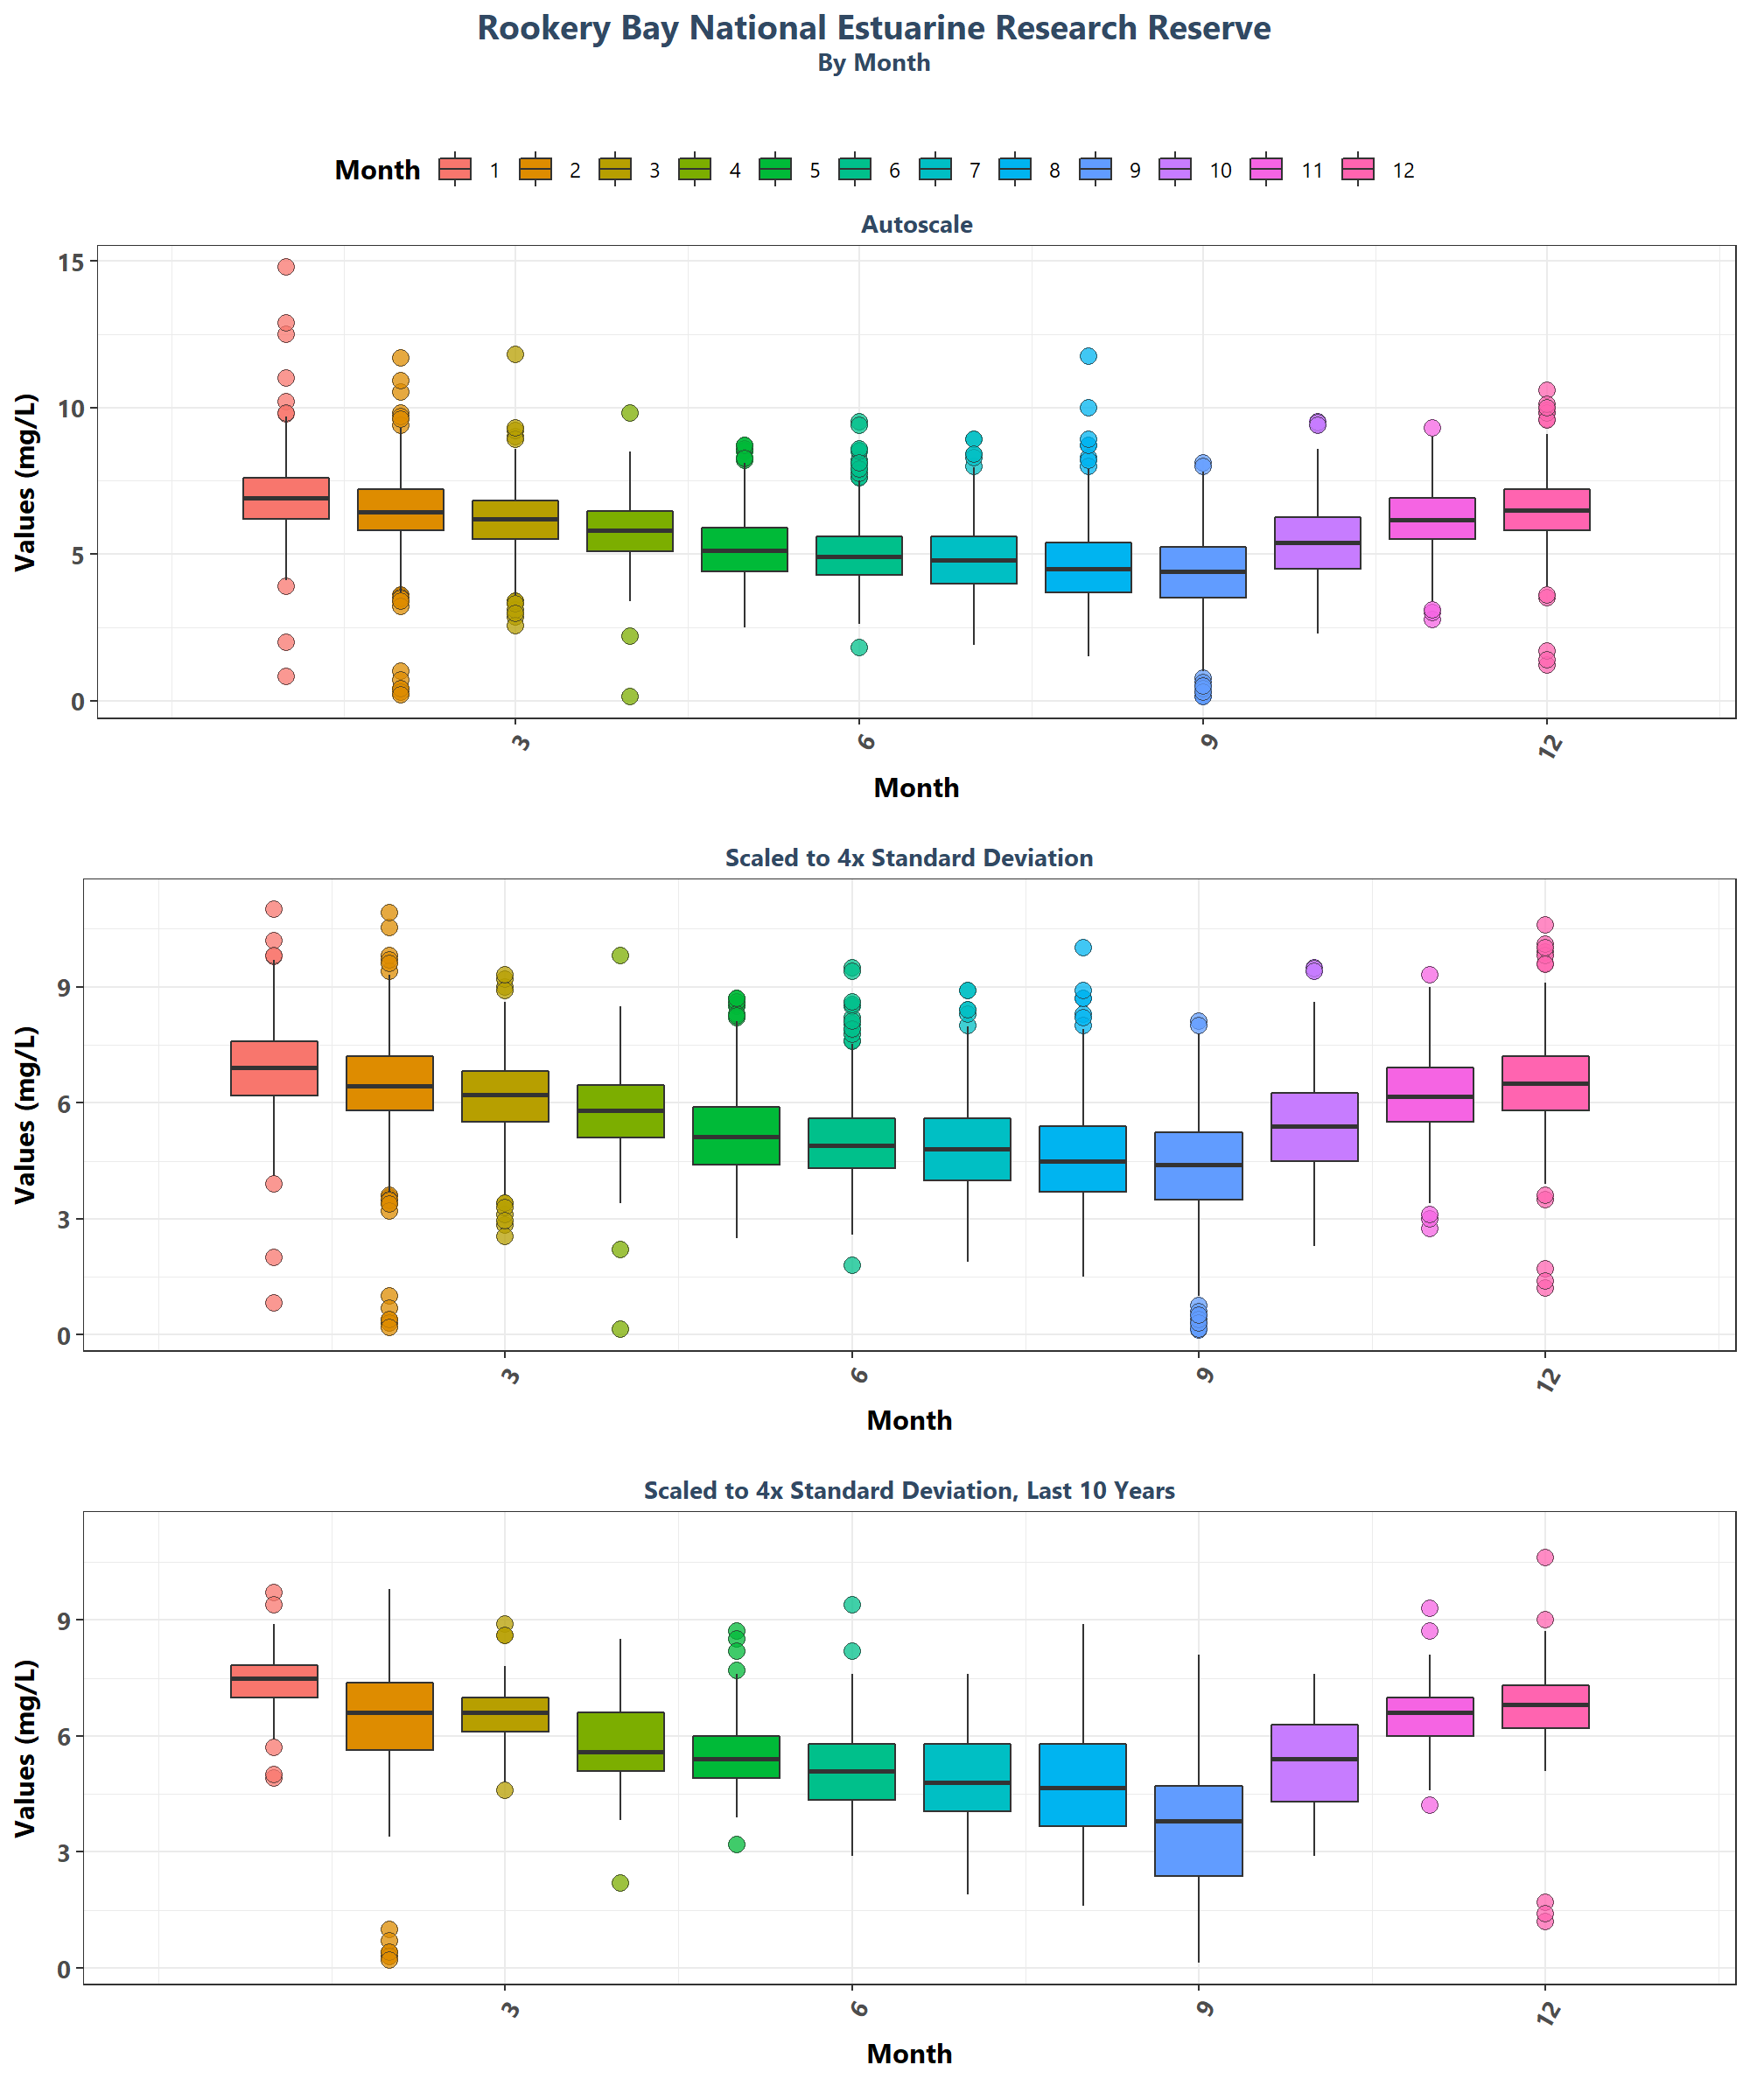 Rookery Bay National Estuarine Research Reserve
By Month
Month 1 2 3 4 5 6 7 8 9 10 11 12
Autoscale
Values (mg/L)
15
10
5
0
3 6 9 12
Month
Scaled to 4x Standard Deviation
Values (mg/L)
9
6
3
0
3 6 9 12
Month
Scaled to 4x Standard Deviation, Last 10 Years
Values (mg/L)
9
6
3
0
3 6 9 12
Month